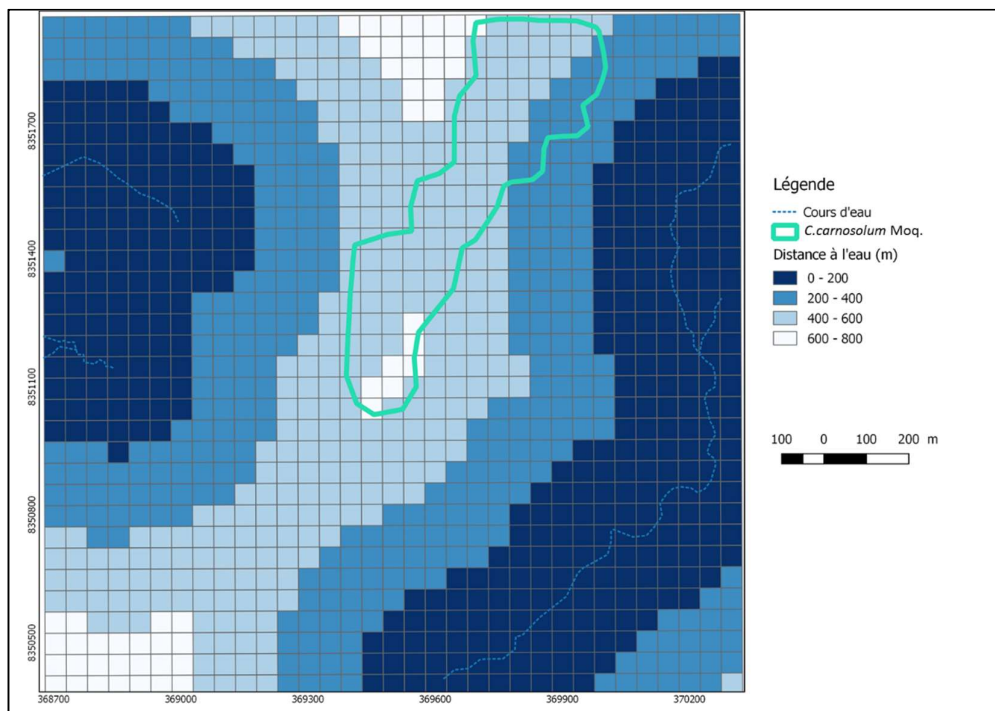 8351700
8351400
8351100
8350800
8350500
368700
369000
369300
369600
369900
370200
Légende
Cours d'eau
C.carnosolum Moq.
Distance à l'eau (m)
0 - 200
200 - 400
400 - 600
600 - 800
100 0 100 200 m